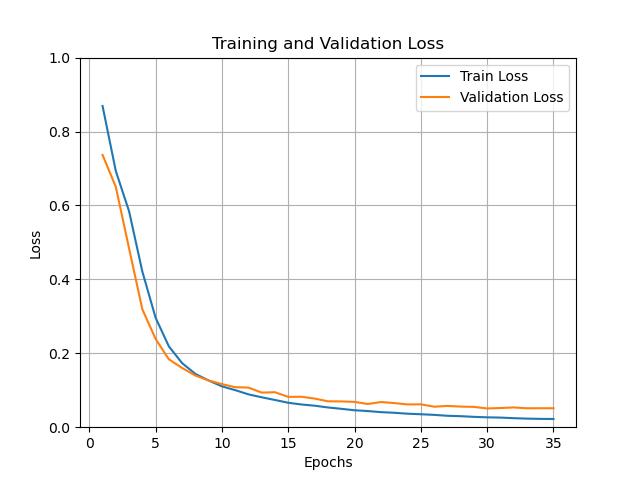 Training and Validation Loss
1.0
0.8
0.6
0.4
0.2
0.0
Loss
Train Loss
Validation Loss
0 5 10 15 20 25 30 35
Epochs